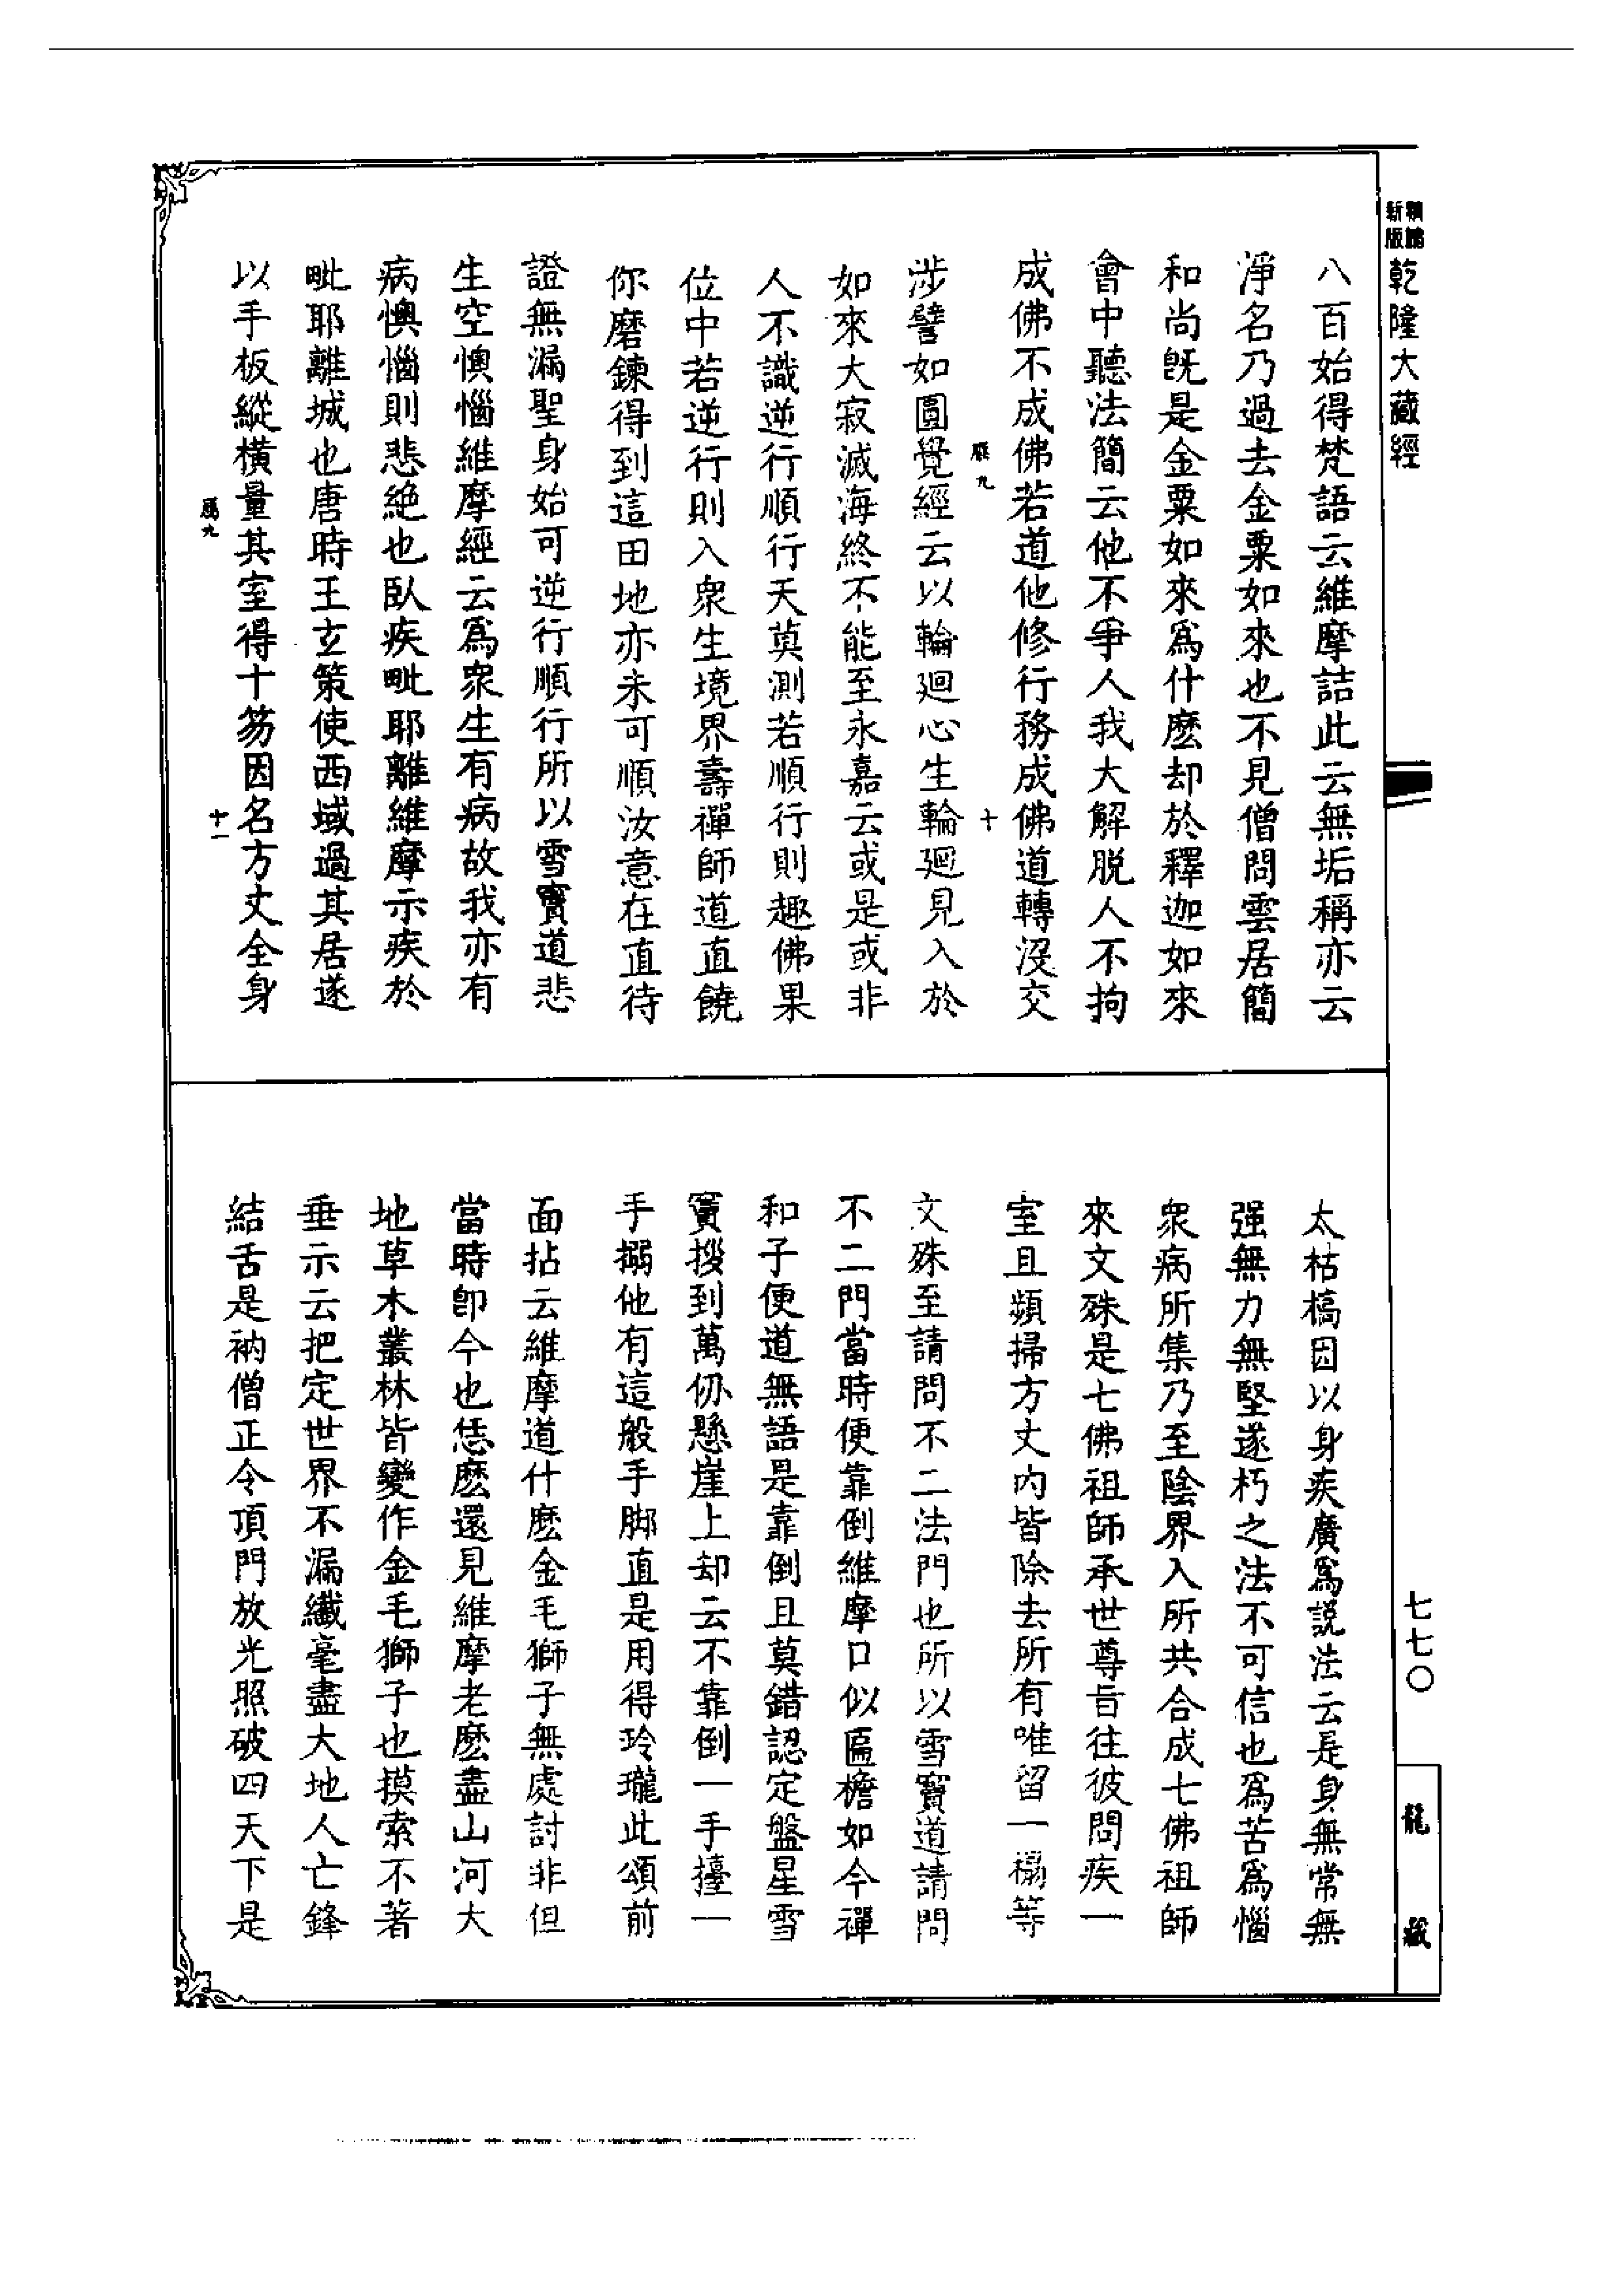 新版
精編
乾隆大藏經
八百始得梵語云維摩詰此云無垢稱亦云
淨名乃過去金粟如來也不見僧問雲居簡
和尚既是金粟如來爲什麽却於釋迦如來
會中聽法簡云他不爭人我大解脱人不拘
成佛不成佛若道他修行務成佛道轉没交
鴈九
十
涉譬如圓覺經云以輪廻心生輪廻見入於
如來大寂滅海終不能至永嘉云或是或非
人不識逆行順行天莫測若順行則趣佛果
位中若逆行則入衆生境界壽禪師道直饒
你磨鍊得到這田地亦未可順汝意在直待
證無漏聖身始可逆行順行所以雪竇道悲
生空懊惱維摩經云爲衆生有病故我亦有
病懊惱則悲絶也臥疾毗耶離維摩示疾於
毗耶離城也唐時王玄策使西域過其居遂
以手板縱橫量其室得十笏因名方丈全身
鴈九
十一
太枯槁因以身疾廣爲説法云是身無常無
强無力無堅遂朽之法不可信也爲苦爲惱
衆病所集乃至陰界入所共合成七佛祖師
來文殊是七佛祖師承世尊旨往彼問疾一
室且頻掃方丈内皆除去所有唯留一榻等
文殊至請問不二法門也所以雪竇道請問
不二門當時便靠倒維摩口似匾檐如今禪
和子便道無語是靠倒且莫錯認定盤星雪
竇拶到萬仞懸崖上却云不靠倒一手擡一
手搦他有這般手脚直是用得玲瓏此頌前
面拈云維摩道什麽金毛獅子無處討非但
當時即今也恁麽還見維摩老麽盡山河大
地草木叢林皆變作金毛獅子也摸索不著
垂示云把定世界不漏纖毫盡大地人亡鋒
結舌是衲僧正令頂門放光照破四天下是
七七〇
龍
藏